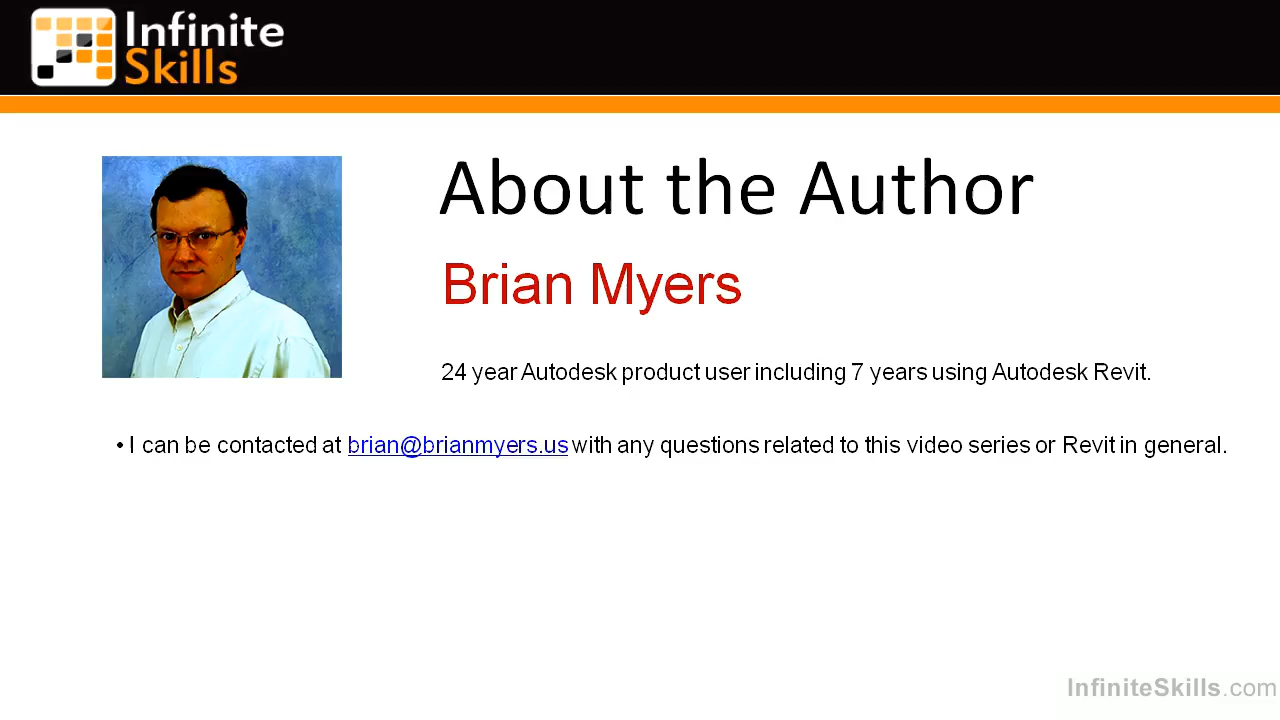 Infinite
Skills
About the Author
Brian Myers
24 year Autodesk product user including 7 years using Autodesk Revit.
• I can be contacted at brian@brianmyers.us with any questions related to this video series or Revit in general.
InfiniteSkills.com